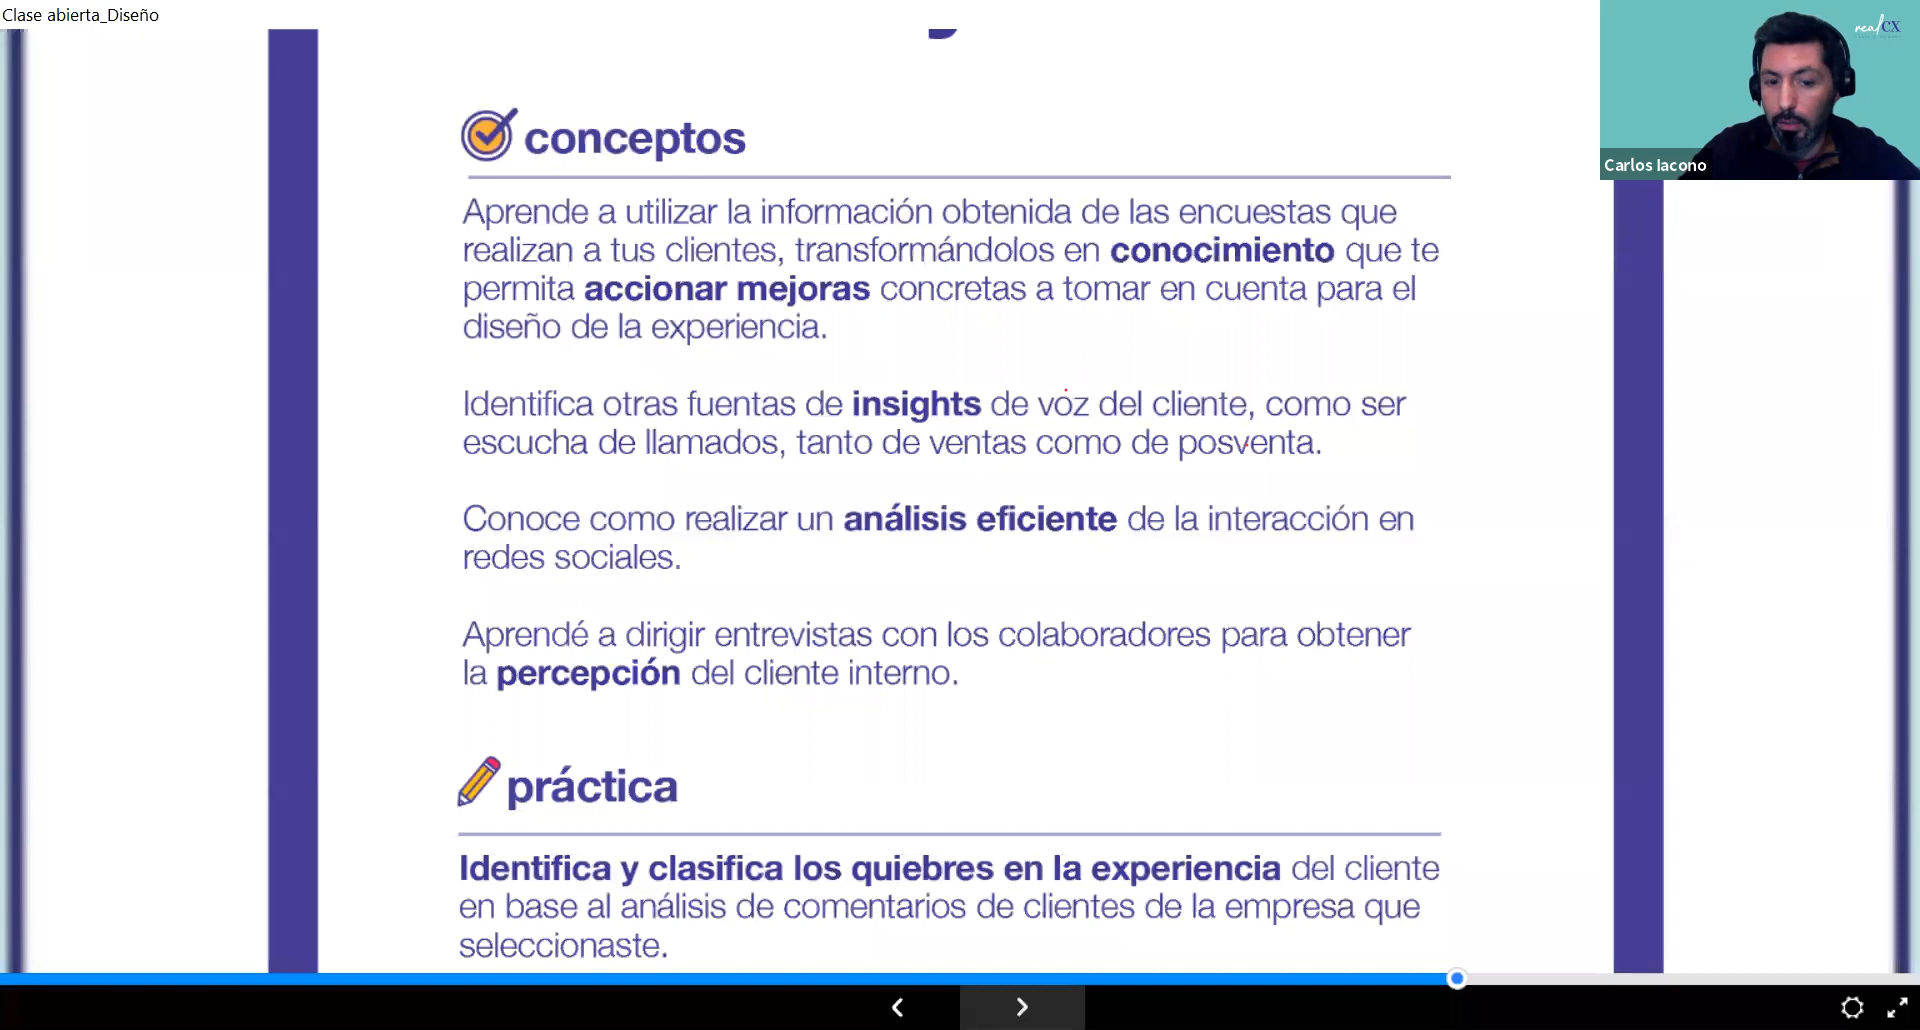 Clase abierta_Diseño
real CX
Carlos Iacono
conceptos
Aprende a utilizar la información obtenida de las encuestas que
realizan a tus clientes, transformándolos en conocimiento que te
permita accionar mejoras concretas a tomar en cuenta para el
diseño de la experiencia.
Identifica otras fuentes de insights de voz del cliente, como ser
escucha de llamados, tanto de ventas como de posventa.
Conoce como realizar un análisis eficiente de la interacción en
redes sociales.
Aprendé a dirigir entrevistas con los colaboradores para obtener
la percepción del cliente interno.
práctica
Identifica y clasifica los quiebres en la experiencia del cliente
en base al análisis de comentarios de clientes de la empresa que
seleccionaste.